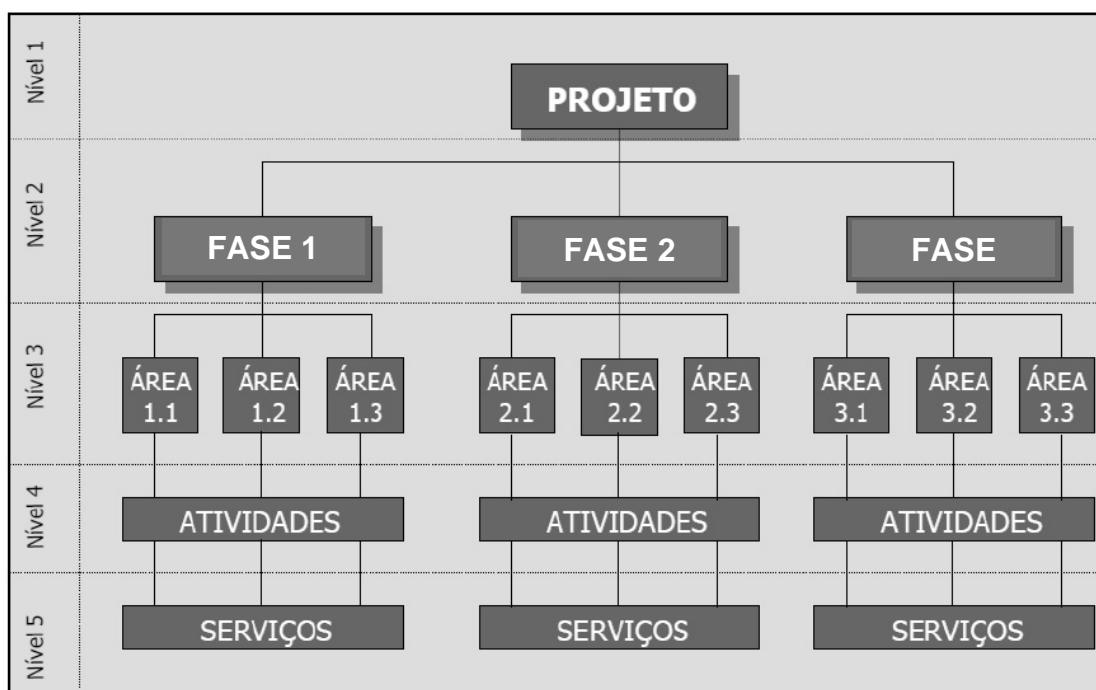 Nível 1
PROJETO
Nível 2
FASE 1
FASE 2
FASE
Nível 3
ÁREA
1.1
ÁREA
1.2
ÁREA
1.3
ÁREA
2.1
ÁREA
2.2
ÁREA
2.3
ÁREA
3.1
ÁREA
3.2
ÁREA
3.3
Nível 4
ATIVIDADES
ATIVIDADES
ATIVIDADES
Nível 5
SERVIÇOS
SERVIÇOS
SERVIÇOS